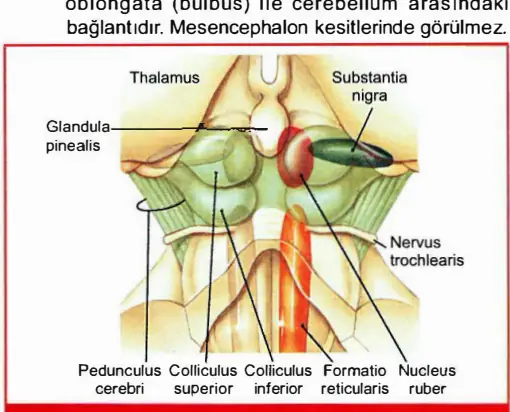 oblongata (bulbus) ile cerebellum arasındaki
bağlantıdır. Mesencephalon kesitlerinde görülmez.
Thalamus
Substantia
nigra
Glandula
pinealis
Nervus
trochlearis
Pedunculus
cerebri
Colliculus
superior
Colliculus
inferior
Formatio
reticularis
Nucleus
ruber